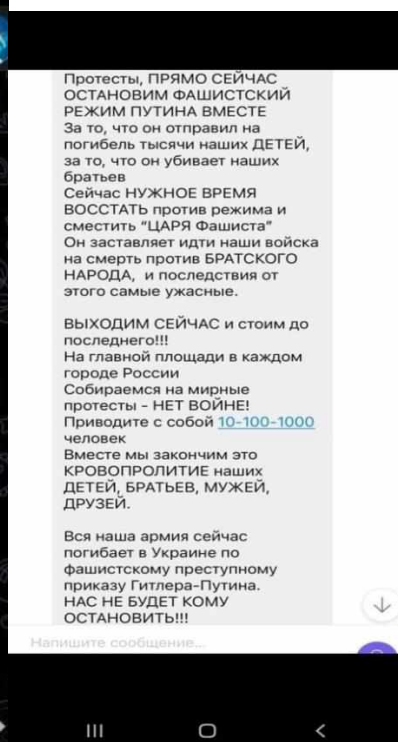 Протесты, ПРЯМО СЕЙЧАС
ОСТАНОВИМ ФАШИСТСКИЙ
РЕЖИМ ПУТИНА ВМЕСТЕ
За то, что он отправил на
погибель тысячи наших ДЕТЕЙ,
за то, что он убивает наших
братьев
Сейчас НУЖНОЕ ВРЕМЯ
ВОССТАТЬ против режима и
сместить “ЦАРЯ Фашиста”
Он заставляет идти наши войска
на смерть против БРАТСКОГО
НАРОДА, и последствия от
этого самые ужасные.
ВЫХОДИМ СЕЙЧАС и стоим до
последнего!!!
На главной площади в каждом
городе России
Собираемся на мирные
протесты - НЕТ ВОЙНЕ!
Приводите с собой 10-100-1000
человек
Вместе мы закончим это
КРОВОПРОЛИТИЕ наших
ДЕТЕЙ, БРАТЬЕВ, МУЖЕЙ,
ДРУЗЕЙ.
Вся наша армия сейчас
погибает в Украине по
фашистскому преступному
приказу Гитлера-Путина.
НАС НЕ БУДЕТ КОМУ
ОСТАНОВИТЬ!!!
Напишите сообщение...